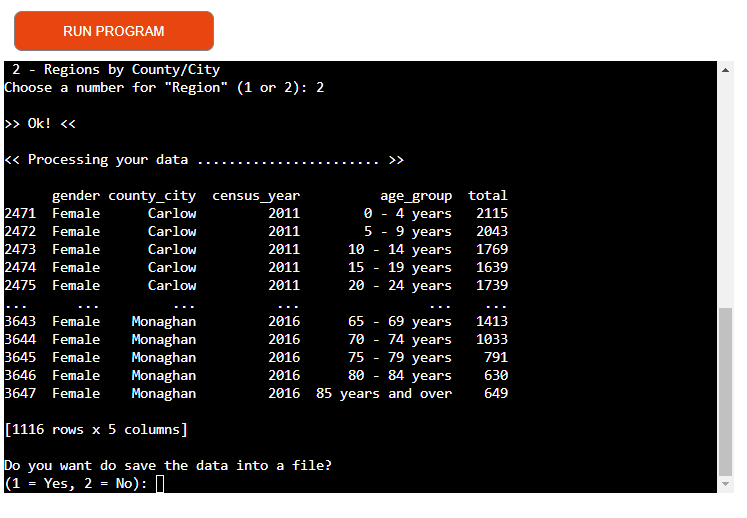 RUN PROGRAM
2 - Regions by County/City
Choose a number for "Region" (1 or 2): 2
>> Ok! <<
<< Processing your data ....................... >>
gender county_city census_year age_group total
2471 Female Carlow 2011 0 - 4 years 2115
2472 Female Carlow 2011 5 - 9 years 2043
2473 Female Carlow 2011 10 - 14 years 1769
2474 Female Carlow 2011 15 - 19 years 1639
2475 Female Carlow 2011 20 - 24 years 1739
... ... ... ... ... ...
3643 Female Monaghan 2016 65 - 69 years 1413
3644 Female Monaghan 2016 70 - 74 years 1033
3645 Female Monaghan 2016 75 - 79 years 791
3646 Female Monaghan 2016 80 - 84 years 630
3647 Female Monaghan 2016 85 years and over 649
[1116 rows x 5 columns]
Do you want do save the data into a file?
(1 = Yes, 2 = No):